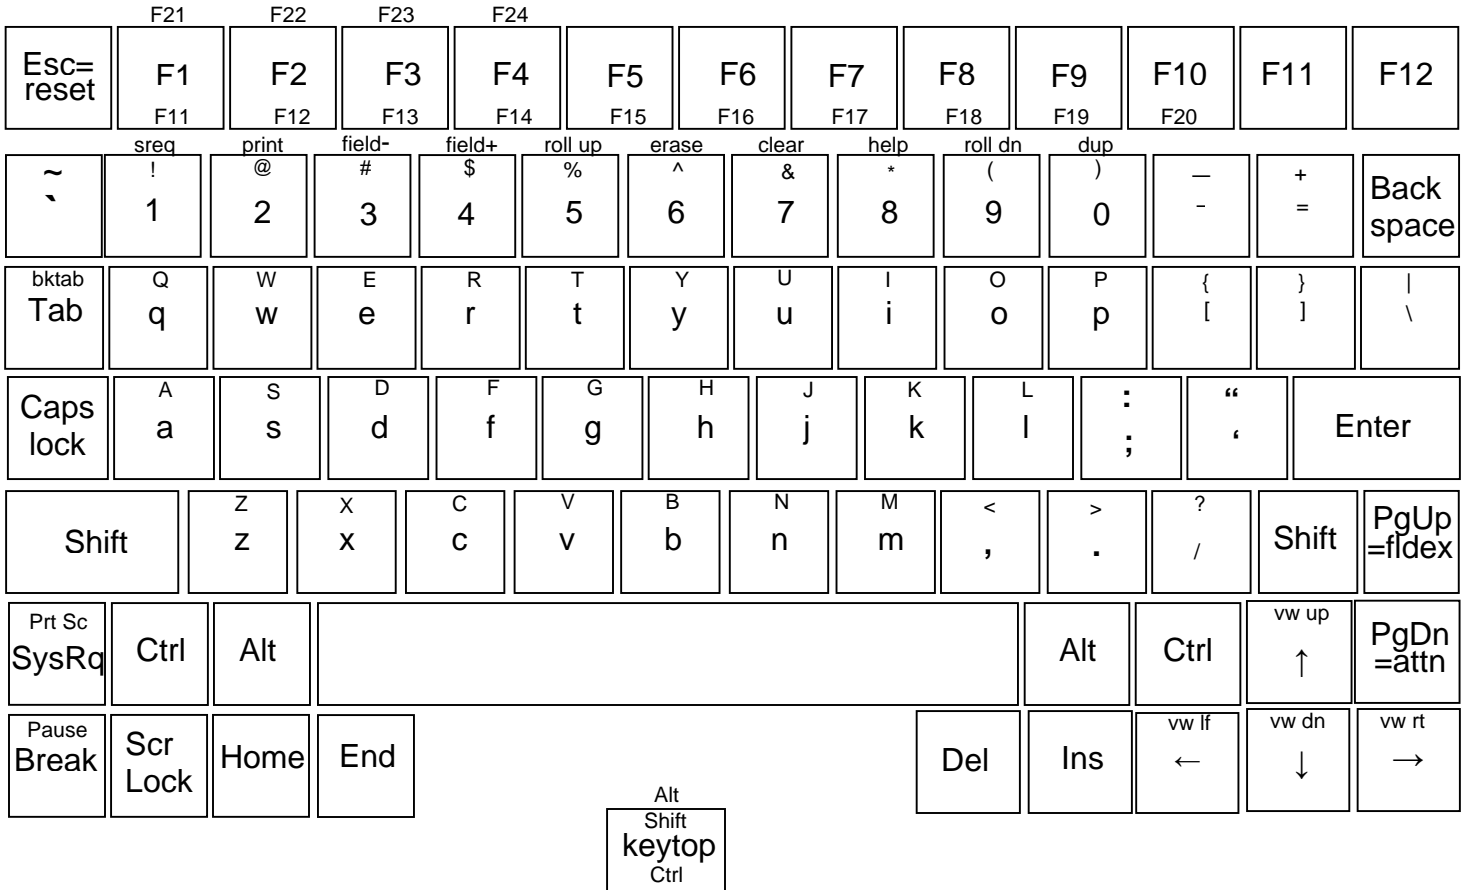 F21 F22 F23 F24
Esc= F1 F2 F3 F4 F5 F6 F7 F8 F9 F10 F11 F12
reset
F11 F12 F13 F14 F15 F16 F17 F18 F19 F20
sreq print field- field+ roll up erase clear help roll dn dup
~ ! @ # $ % ^ & * ( ) — +
` 1 2 3 4 5 6 7 8 9 0 - = Back
space
bktab Q W E R T Y U I O P { } |
Tab q w e r t y u i o p [ ] \
A S D F G H J K L : “
Caps a s d f g h j k l ; ‘ Enter
lock
Z X C V B N M < > ? PgUp
Shift z x c v b n m , . / Shift =fldex
Prt Sc vw up
SysRq Ctrl Alt Alt Ctrl ↑ PgDn
=attn
Pause vw lf vw dn vw rt
Break Scr Home End Del Ins ← ↓ →
Lock
Alt
Shift
keytop
Ctrl